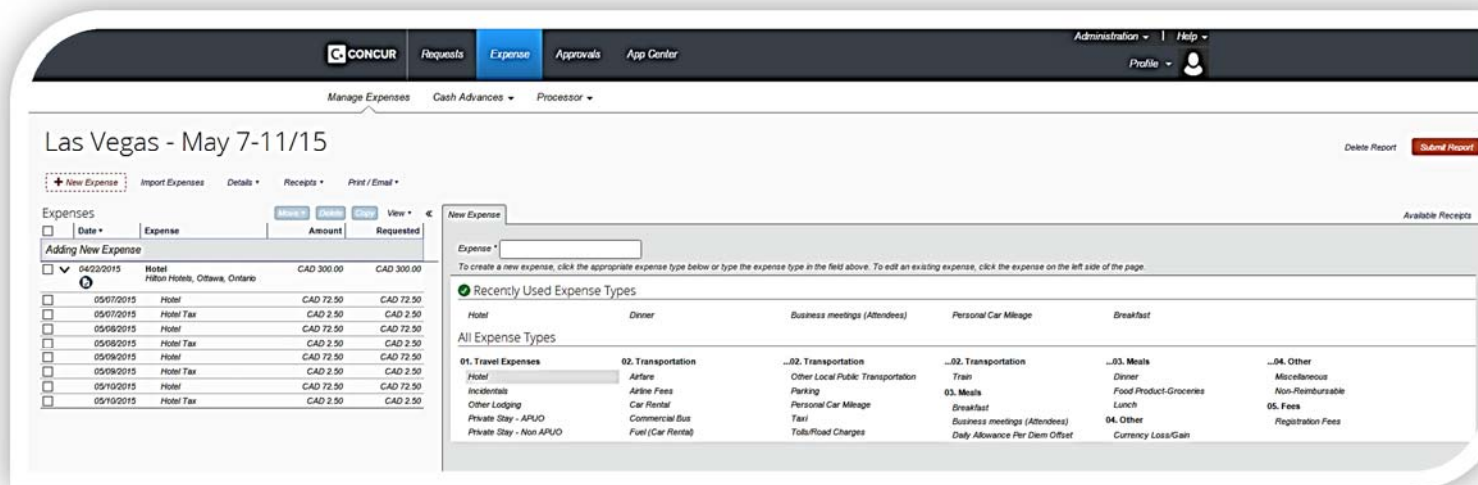 Administration | Help
C. CONCUR Requests Expense Approvals App Center
Profile
Manage Expenses Cash Advances Processor
Las Vegas - May 7-11/15
Delete Report Submit Report
+ New Expense Import Expenses Details Receipts Print / Email
Expenses Move Delete Copy View « New Expense Available Receipts
Date Expense Amount Requested
Adding New Expense
Expense *
04/22/2015 Hotel CAD 300.00 CAD 300.00
Hilton Hotels, Ottawa, Ontario
To create a new expense, click the appropriate expense type below or type the expense type in the field above. To edit an existing expense, click the expense on the left side of the page.
05/07/2015 Hotel CAD 72.50 CAD 72.50
05/07/2015 Hotel Tax CAD 2.50 CAD 2.50
05/08/2015 Hotel CAD 72.50 CAD 72.50
05/08/2015 Hotel Tax CAD 2.50 CAD 2.50
05/09/2015 Hotel CAD 72.50 CAD 72.50
05/09/2015 Hotel Tax CAD 2.50 CAD 2.50
05/10/2015 Hotel CAD 72.50 CAD 72.50
05/10/2015 Hotel Tax CAD 2.50 CAD 2.50
Recently Used Expense Types
Hotel Dinner Business meetings (Attendees) Personal Car Mileage Breakfast
All Expense Types
01. Travel Expenses 02. Transportation ...02. Transportation ...02. Transportation ...03. Meals ...04. Other
Hotel Airfare Other Local Public Transportation Train Dinner Miscellaneous
Incidentals Airline Fees Parking 03. Meals Food Product-Groceries Non-Reimbursable
Other Lodging Car Rental Personal Car Mileage Breakfast Lunch 05. Fees
Private Stay - APUO Commercial Bus Taxi Business meetings (Attendees) 04. Other Registration Fees
Private Stay - Non APUO Fuel (Car Rental) Tolls/Road Charges Daily Allowance Per Diem Offset Currency Loss/Gain